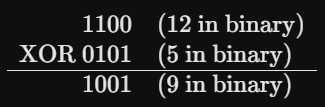 1100 (12 in binary)
XOR 0101 (5 in binary)
1001 (9 in binary)